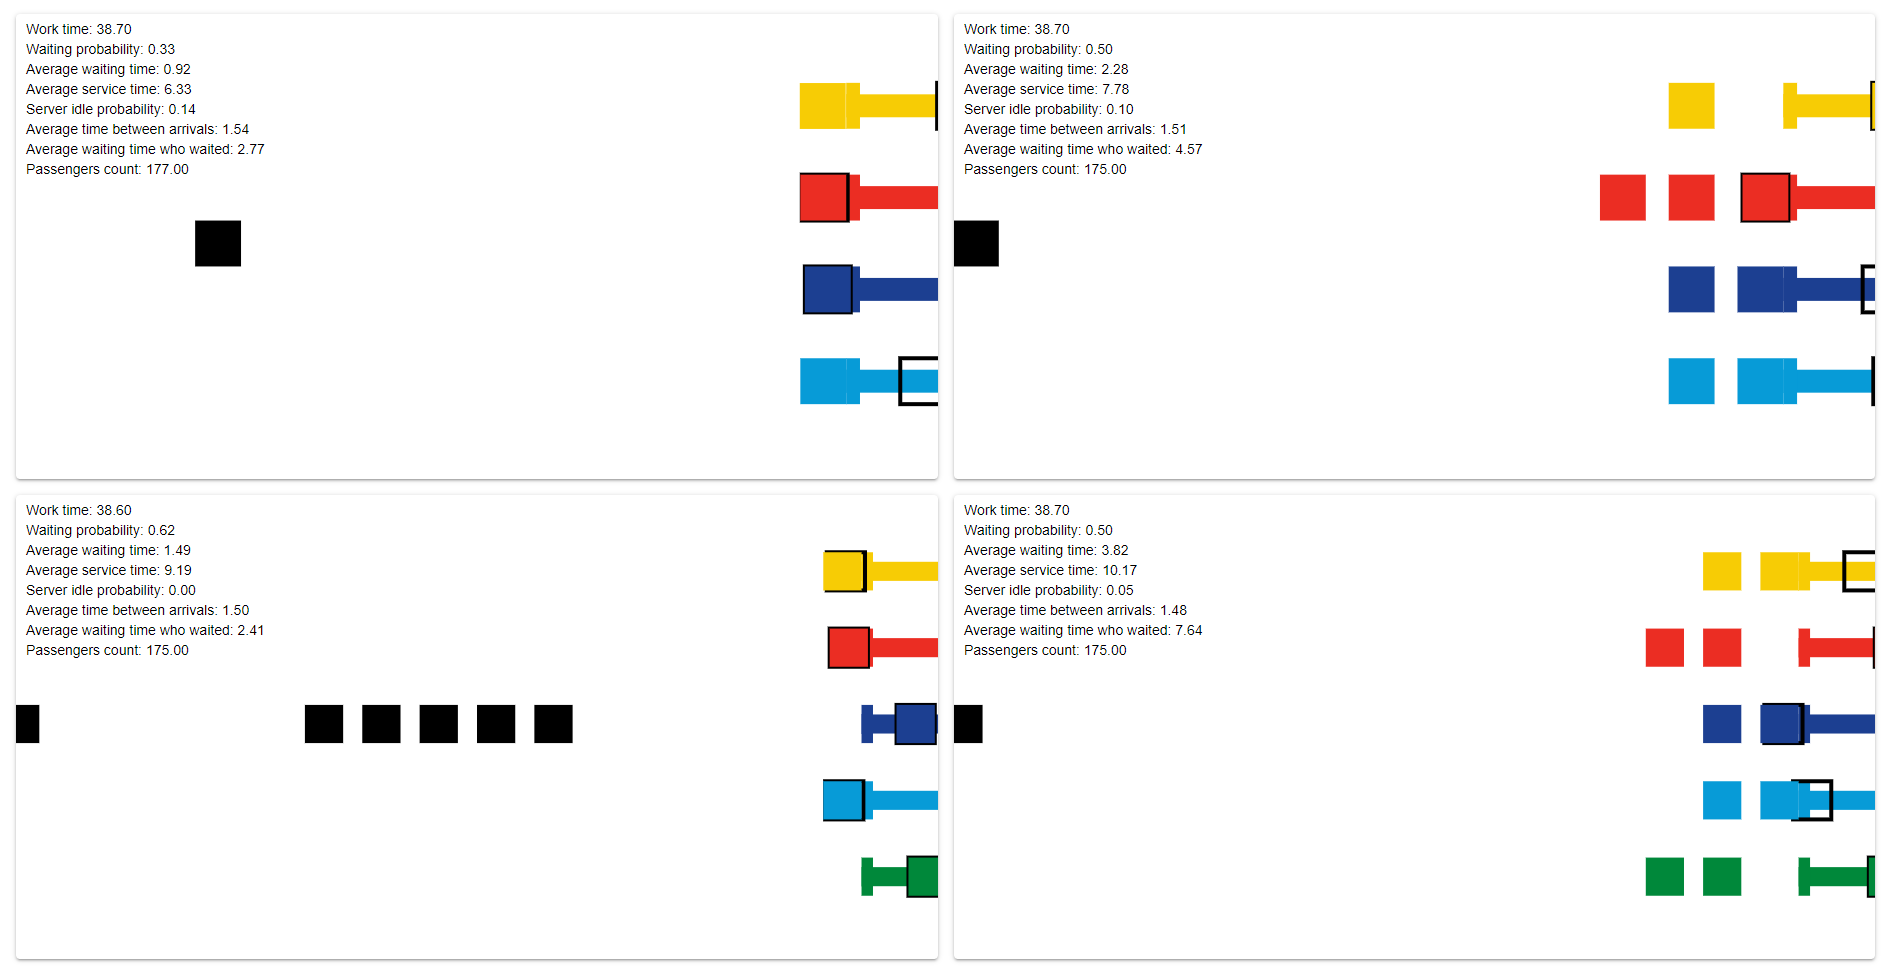 Work time: 38.70
Waiting probability: 0.33
Average waiting time: 0.92
Average service time: 6.33
Server idle probability: 0.14
Average time between arrivals: 1.54
Average waiting time who waited: 2.77
Passengers count: 177.00
Work time: 38.70
Waiting probability: 0.50
Average waiting time: 2.28
Average service time: 7.78
Server idle probability: 0.10
Average time between arrivals: 1.51
Average waiting time who waited: 4.57
Passengers count: 175.00
Work time: 38.60
Waiting probability: 0.62
Average waiting time: 1.49
Average service time: 9.19
Server idle probability: 0.00
Average time between arrivals: 1.50
Average waiting time who waited: 2.41
Passengers count: 175.00
Work time: 38.70
Waiting probability: 0.50
Average waiting time: 3.82
Average service time: 10.17
Server idle probability: 0.05
Average time between arrivals: 1.48
Average waiting time who waited: 7.64
Passengers count: 175.00